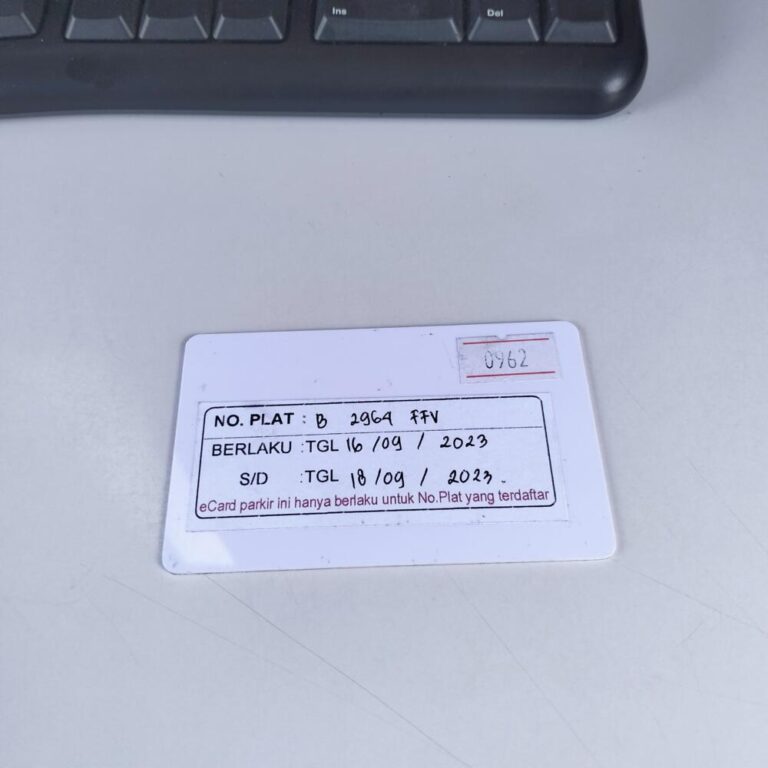 Ins Del
0962
NO. PLAT : B 2964 FFV
BERLAKU :TGL 16 /09 / 2023
S/D :TGL 18 /09 / 2023.
eCard parkir ini hanya berlaku untuk No.Plat yang terdaftar